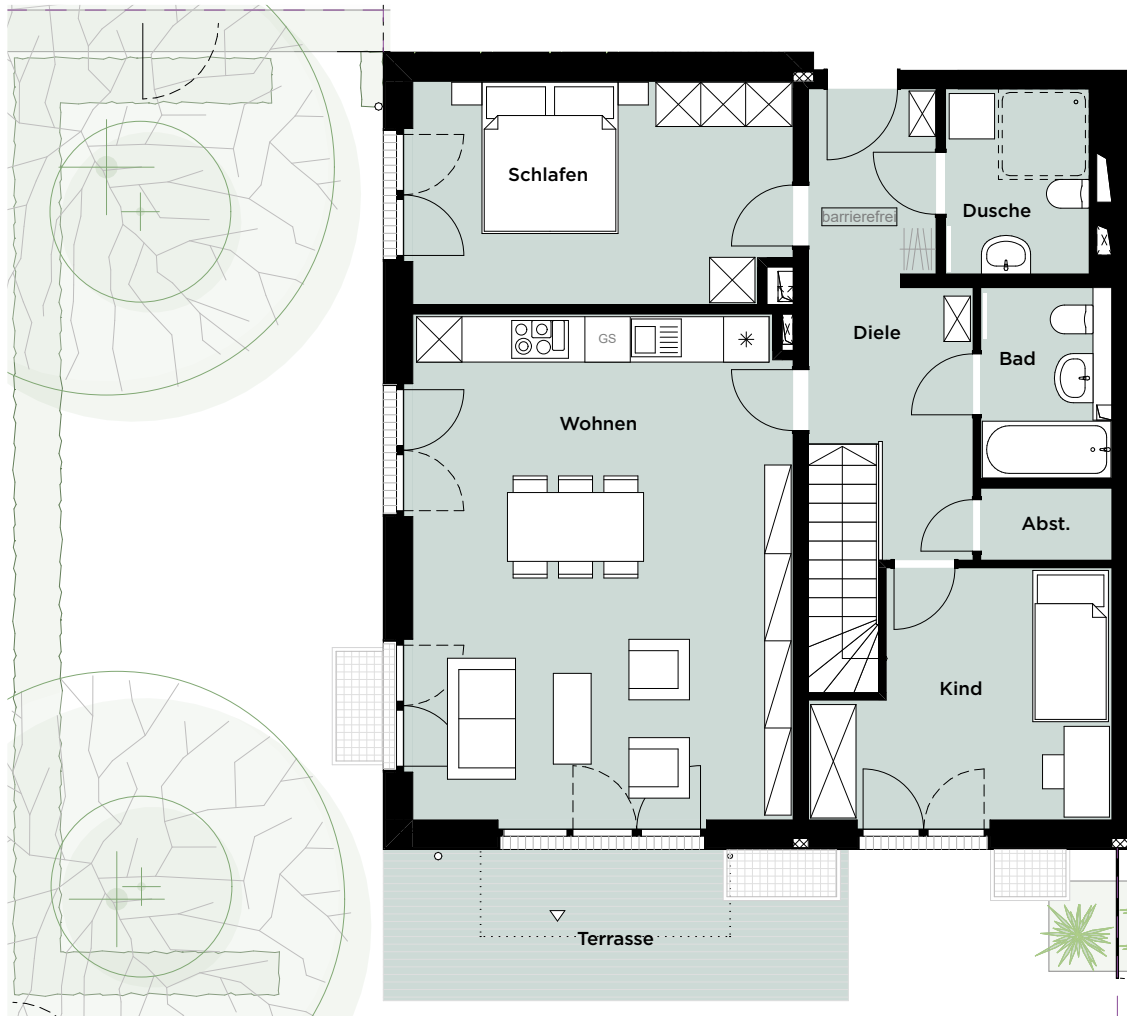 Schlafen
Dusche
barrierefrei
Diele
GS
Bad
Wohnen
Abst.
Kind
Terrasse